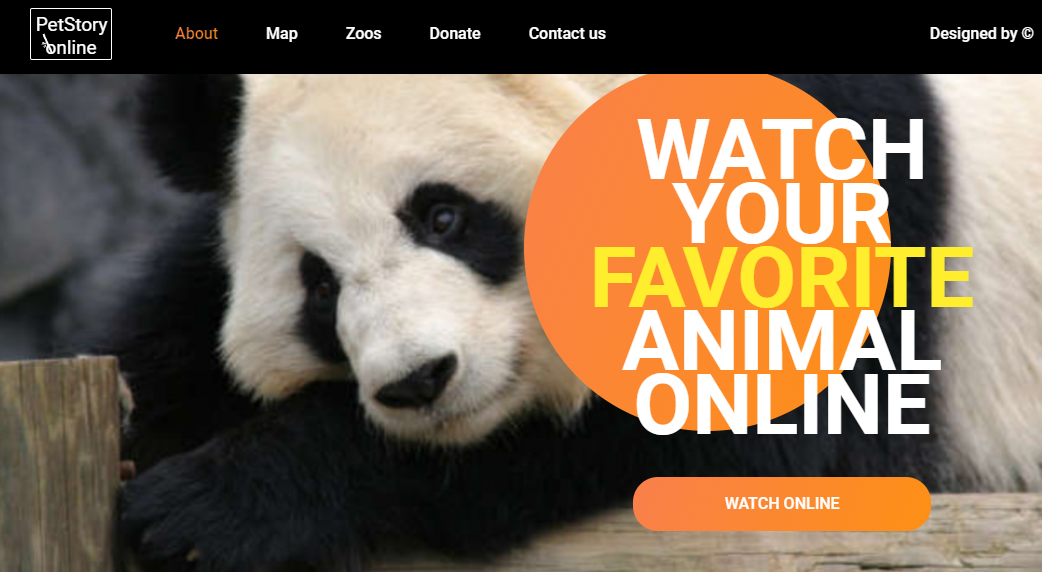 PetStory
online
About Map Zoos Donate Contact us Designed by ©
WATCH
YOUR
FAVORITE
ANIMAL
ONLINE
WATCH ONLINE